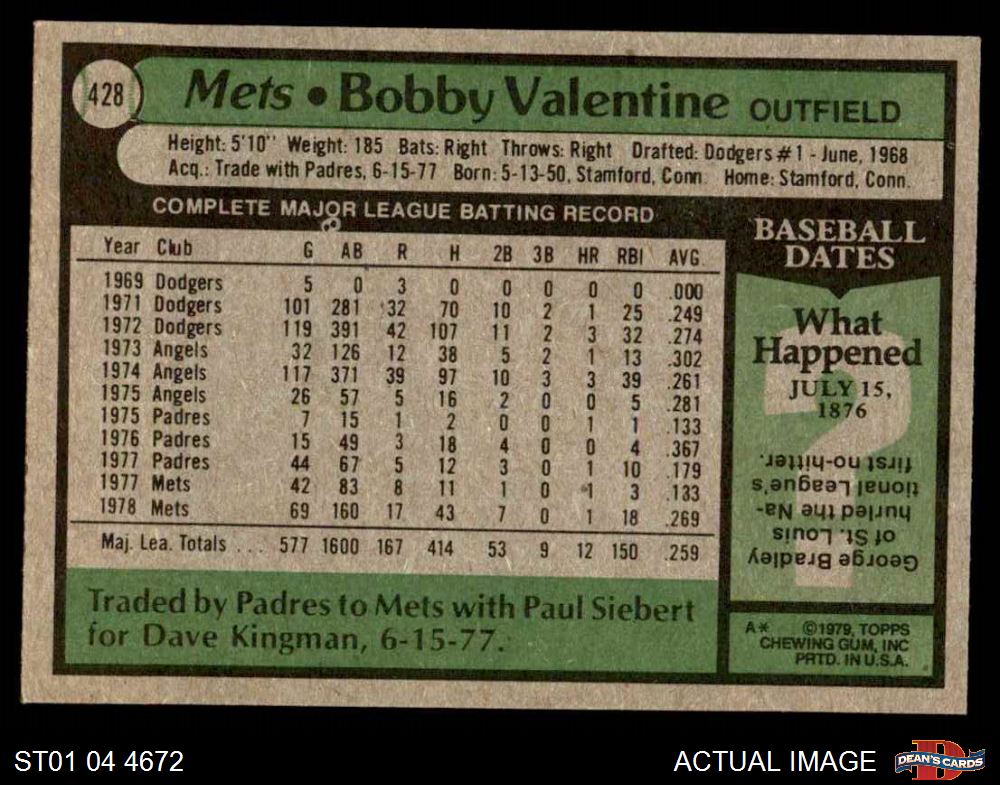 428
Mets • Bobby Valentine OUTFIELD
Height: 5'10" Weight: 185 Bats: Right Throws: Right Drafted: Dodgers #1 - June, 1968
Acq.: Trade with Padres, 6-15-77 Born: 5-13-50, Stamford, Conn. Home: Stamford, Conn.
COMPLETE MAJOR LEAGUE BATTING RECORD
Year Club G AB R H 2B 3B HR RBI AVG.
1969 Dodgers 5 0 3 0 0 0 0 0 .000
1971 Dodgers 101 281 32 70 10 2 1 25 .249
1972 Dodgers 119 391 42 107 11 2 3 32 .274
1973 Angels 32 126 12 38 5 2 1 13 .302
1974 Angels 117 371 39 97 10 3 3 39 .261
1975 Angels 26 57 5 16 2 0 0 5 .281
1975 Padres 7 15 1 2 0 0 1 1 .133
1976 Padres 15 49 3 18 4 0 0 4 .367
1977 Padres 44 67 5 12 3 0 1 10 .179
1977 Mets 42 83 8 11 1 0 1 3 .133
1978 Mets 69 160 17 43 7 0 1 18 .269
Maj. Lea. Totals ... 577 1600 167 414 53 9 12 150 .259
Traded by Padres to Mets with Paul Siebert
for Dave Kingman, 6-15-77.
BASEBALL
DATES
What
Happened
JULY 15,
1876
?
George Bradley
of St. Louis
hurled the Na-
tional League's
first no-hitter.
A* ©1979, TOPPS
CHEWING GUM, INC
PRTD. IN U.S.A.
ST01 04 4672
ACTUAL IMAGE
DEAN'S CARDS